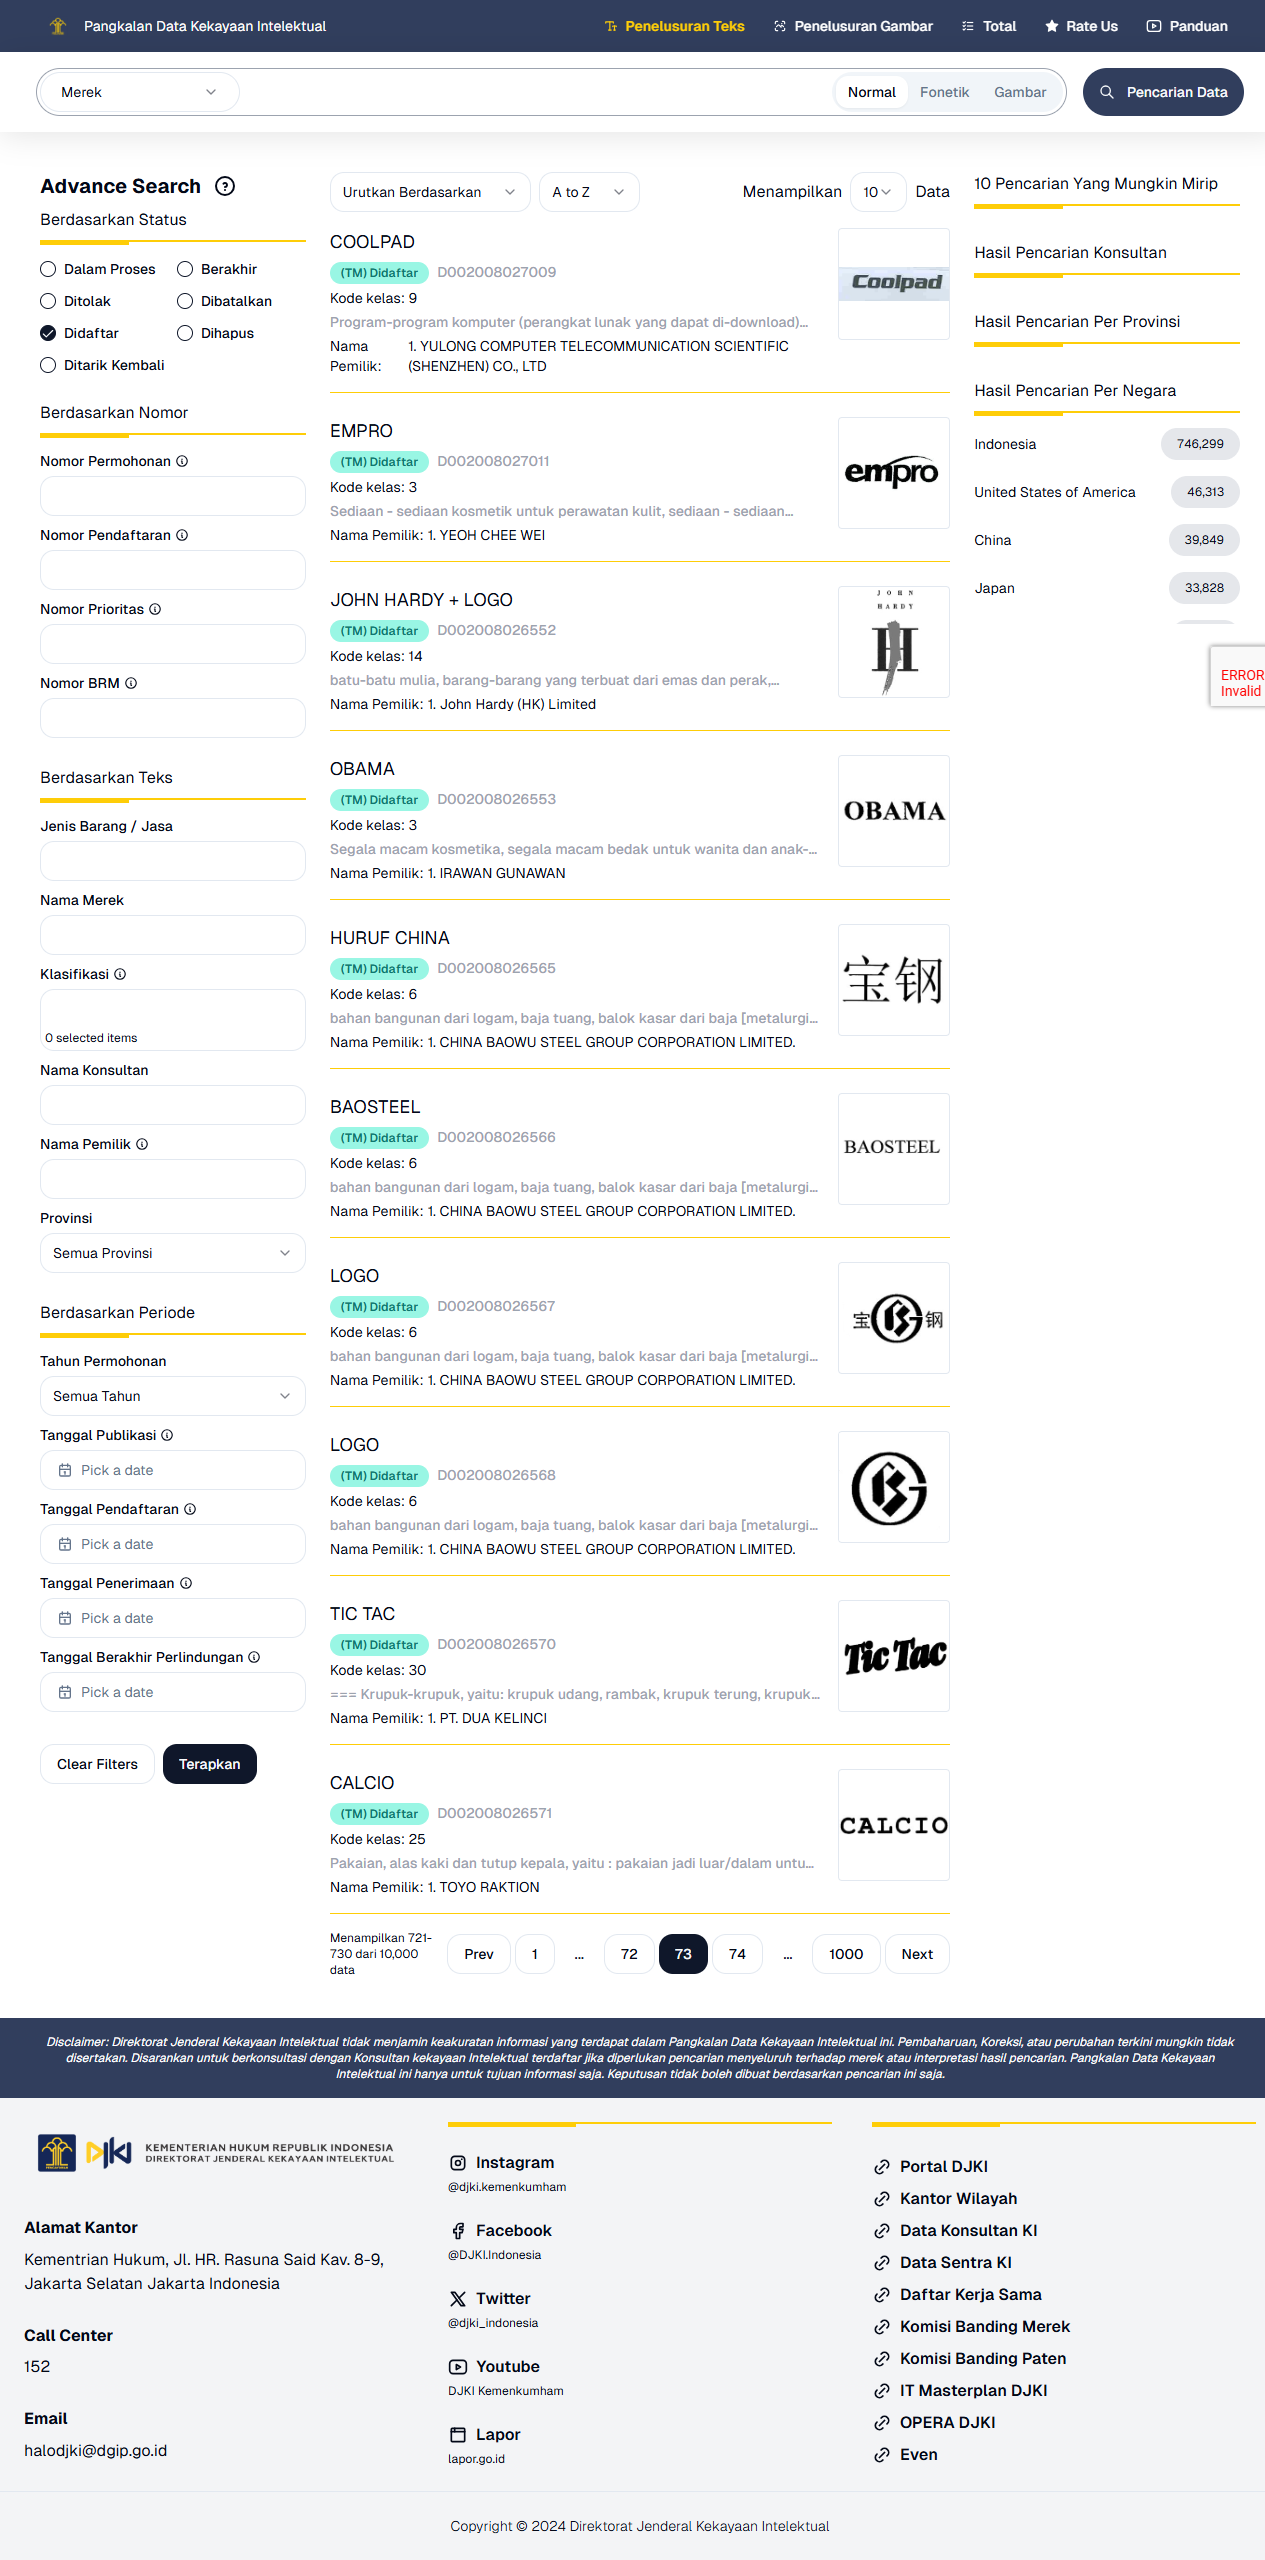 Pangkalan Data Kekayaan Intelektual
Penelusuran Teks
Penelusuran Gambar
Total
Rate Us
Panduan
Merek
Normal
Fonetik
Gambar
Pencarian Data
Advance Search
Berdasarkan Status
Dalam Proses
Berakhir
Ditolak
Dibatalkan
Didaftar
Dihapus
Ditarik Kembali
Berdasarkan Nomor
Nomor Permohonan
Nomor Pendaftaran
Nomor Prioritas
Nomor BRM
Berdasarkan Teks
Jenis Barang / Jasa
Nama Merek
Klasifikasi
0 selected items
Nama Konsultan
Nama Pemilik
Provinsi
Semua Provinsi
Berdasarkan Periode
Tahun Permohonan
Semua Tahun
Tanggal Publikasi
Pick a date
Tanggal Pendaftaran
Pick a date
Tanggal Penerimaan
Pick a date
Tanggal Berakhir Perlindungan
Pick a date
Clear Filters
Terapkan
Urutkan Berdasarkan
A to Z
Menampilkan
10
Data
COOLPAD
(TM) Didaftar
D002008027009
Kode kelas: 9
Program-program komputer (perangkat lunak yang dapat di-download)...
Nama Pemilik:
1. YULONG COMPUTER TELECOMMUNICATION SCIENTIFIC
(SHENZHEN) CO., LTD
Coolpad
EMPRO
(TM) Didaftar
D002008027011
Kode kelas: 3
Sediaan - sediaan kosmetik untuk perawatan kulit, sediaan - sediaan...
Nama Pemilik: 1. YEOH CHEE WEI
empro
JOHN HARDY + LOGO
(TM) Didaftar
D002008026552
Kode kelas: 14
batu-batu mulia, barang-barang yang terbuat dari emas dan perak,...
Nama Pemilik: 1. John Hardy (HK) Limited
JOHN
HARDY
H
OBAMA
(TM) Didaftar
D002008026553
Kode kelas: 3
Segala macam kosmetika, segala macam bedak untuk wanita dan anak-...
Nama Pemilik: 1. IRAWAN GUNAWAN
OBAMA
HURUF CHINA
(TM) Didaftar
D002008026565
Kode kelas: 6
bahan bangunan dari logam, baja tuang, balok kasar dari baja [metalurgi...
Nama Pemilik: 1. CHINA BAOWU STEEL GROUP CORPORATION LIMITED.
宝钢
BAOSTEEL
(TM) Didaftar
D002008026566
Kode kelas: 6
bahan bangunan dari logam, baja tuang, balok kasar dari baja [metalurgi...
Nama Pemilik: 1. CHINA BAOWU STEEL GROUP CORPORATION LIMITED.
BAOSTEEL
LOGO
(TM) Didaftar
D002008026567
Kode kelas: 6
bahan bangunan dari logam, baja tuang, balok kasar dari baja [metalurgi...
Nama Pemilik: 1. CHINA BAOWU STEEL GROUP CORPORATION LIMITED.
宝 钢
LOGO
(TM) Didaftar
D002008026568
Kode kelas: 6
bahan bangunan dari logam, baja tuang, balok kasar dari baja [metalurgi...
Nama Pemilik: 1. CHINA BAOWU STEEL GROUP CORPORATION LIMITED.
TIC TAC
(TM) Didaftar
D002008026570
Kode kelas: 30
=== Krupuk-krupuk, yaitu: krupuk udang, rambak, krupuk terung, krupuk...
Nama Pemilik: 1. PT. DUA KELINCI
Tic Tac
CALCIO
(TM) Didaftar
D002008026571
Kode kelas: 25
Pakaian, alas kaki dan tutup kepala, yaitu : pakaian jadi luar/dalam untu...
Nama Pemilik: 1. TOYO RAKTION
CALCIO
Menampilkan 721-
730 dari 10,000
data
Prev
1
...
72
73
74
...
1000
Next
10 Pencarian Yang Mungkin Mirip
Hasil Pencarian Konsultan
Hasil Pencarian Per Provinsi
Hasil Pencarian Per Negara
Indonesia
746,299
United States of America
46,313
China
39,849
Japan
33,828
ERROR
Invalid
Disclaimer: Direktorat Jenderal Kekayaan Intelektual tidak menjamin keakuratan informasi yang terdapat dalam Pangkalan Data Kekayaan Intelektual ini. Pembaharuan, Koreksi, atau perubahan terkini mungkin tidak
disertakan. Disarankan untuk berkonsultasi dengan Konsultan kekayaan Intelektual terdaftar jika diperlukan pencarian menyeluruh terhadap merek atau interpretasi hasil pencarian. Pangkalan Data Kekayaan
Intelektual ini hanya untuk tujuan informasi saja. Keputusan tidak boleh dibuat berdasarkan pencarian ini saja.
DJKI
KEMENTERIAN HUKUM REPUBLIK INDONESIA
DIREKTORAT JENDERAL KEKAYAAN INTELEKTUAL
Alamat Kantor
Kementrian Hukum, Jl. HR. Rasuna Said Kav. 8-9,
Jakarta Selatan Jakarta Indonesia
Call Center
152
Email
halodjki@dgip.go.id
Instagram
@djki.kemenkumham
Facebook
@DJKI.Indonesia
Twitter
@djki_indonesia
Youtube
DJKI Kemenkumham
Lapor
lapor.go.id
Portal DJKI
Kantor Wilayah
Data Konsultan KI
Data Sentra KI
Daftar Kerja Sama
Komisi Banding Merek
Komisi Banding Paten
IT Masterplan DJKI
OPERA DJKI
Even
Copyright © 2024 Direktorat Jenderal Kekayaan Intelektual